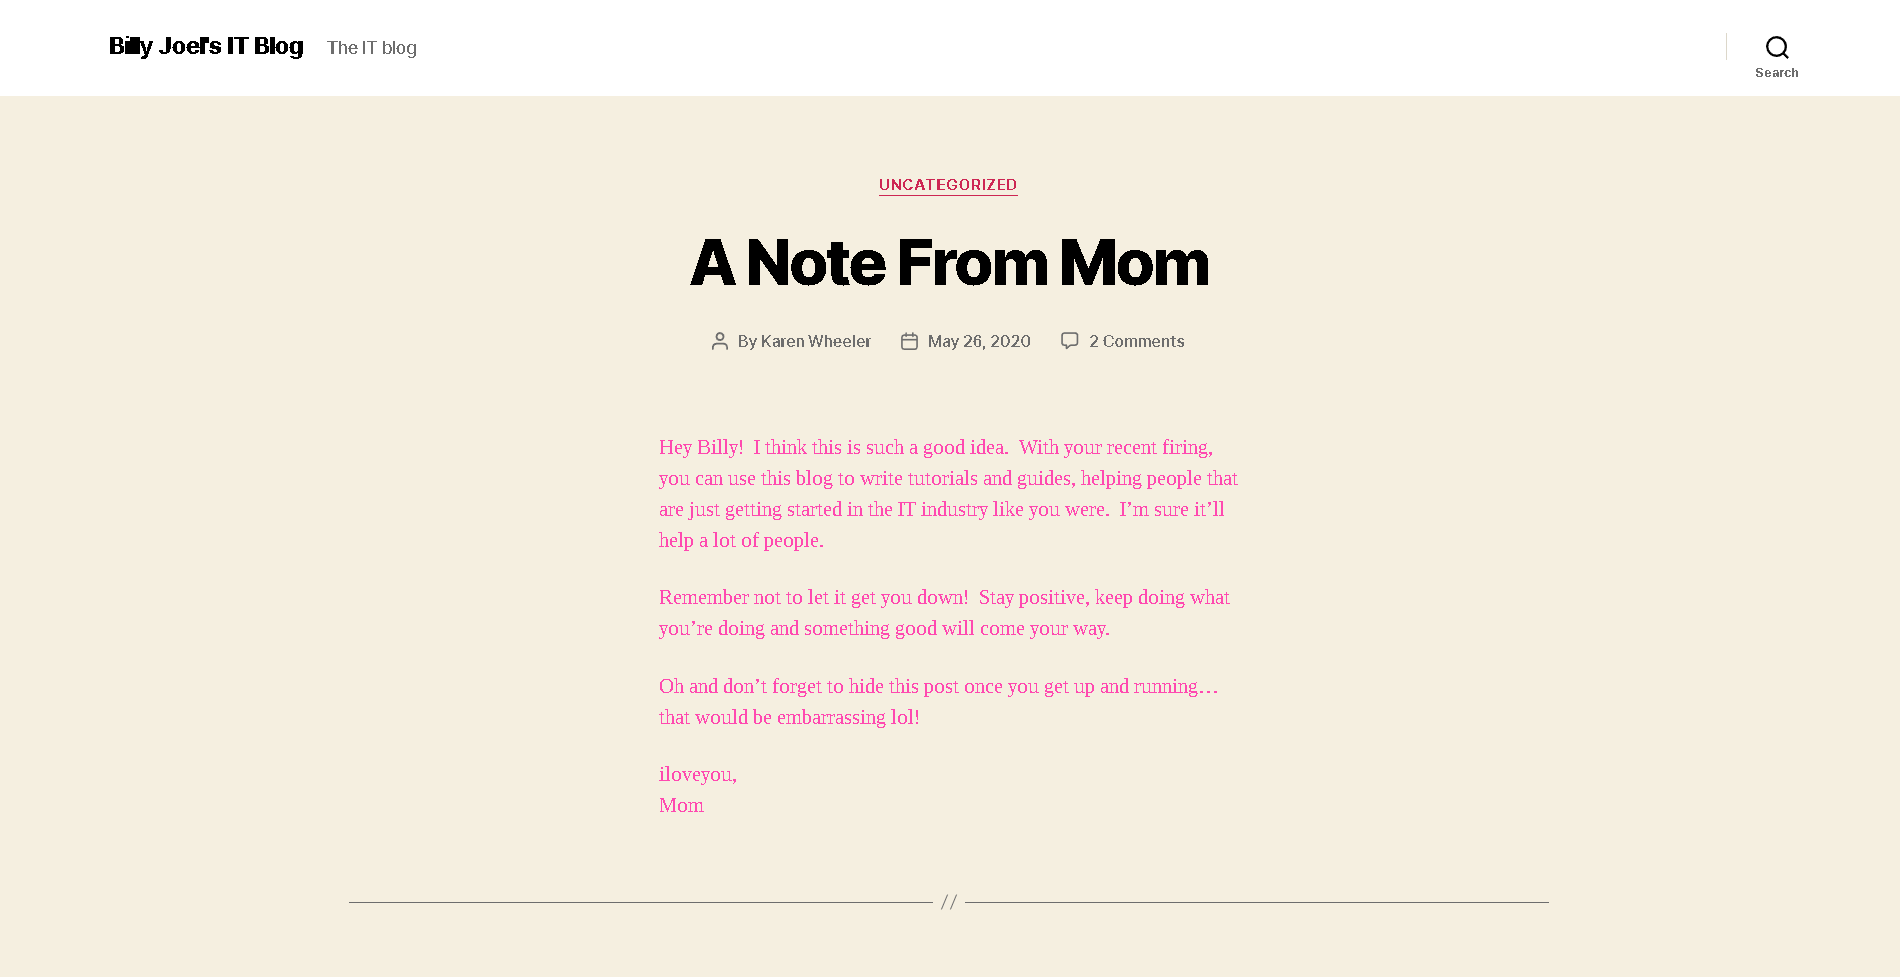 Billy Joel's IT Blog The IT blog
Search
UNCATEGORIZED
A Note From Mom
By Karen Wheeler May 26, 2020 2 Comments
Hey Billy!  I think this is such a good idea.  With your recent firing,
you can use this blog to write tutorials and guides, helping people that
are just getting started in the IT industry like you were.  I’m sure it’ll
help a lot of people.
Remember not to let it get you down!  Stay positive, keep doing what
you’re doing and something good will come your way.
Oh and don’t forget to hide this post once you get up and running…
that would be embarrassing lol!
iloveyou,
Mom
//